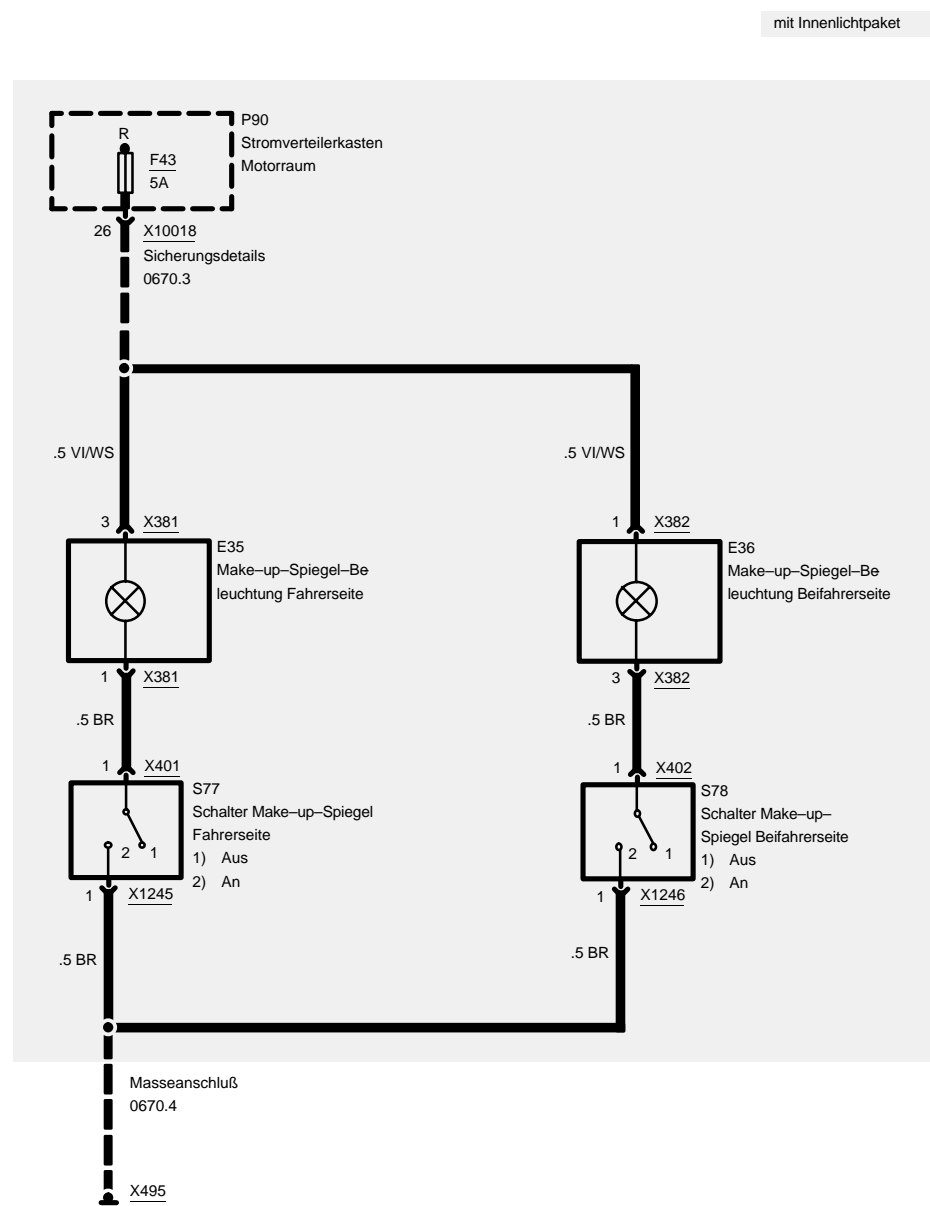 mit Innenlichtpaket
P90
Stromverteilerkasten
Motorraum
R
F43
5A
26 X10018
Sicherungsdetails
0670.3
.5 VI/WS .5 VI/WS
3 X381 1 X382
E35
Make–up–Spiegel–Be
leuchtung Fahrerseite
E36
Make–up–Spiegel–Be
leuchtung Beifahrerseite
1 X381 3 X382
.5 BR .5 BR
1 X401 1 X402
S77
Schalter Make–up–Spiegel
Fahrerseite
1) Aus
2) An
2 1
S78
Schalter Make–up–
Spiegel Beifahrerseite
1) Aus
2) An
2 1
1 X1245 1 X1246
.5 BR .5 BR
Masseanschluß
0670.4
X495